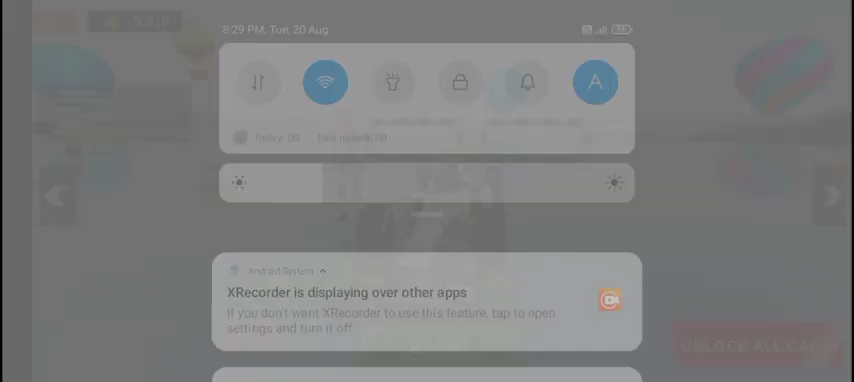 8:29 PM, Tue, 20 Aug
A
Today: 0B This month: 0B
Android System
XRecorder is displaying over other apps
If you don't want XRecorder to use this feature, tap to open
settings and turn it off
UNLOCK ALL CA